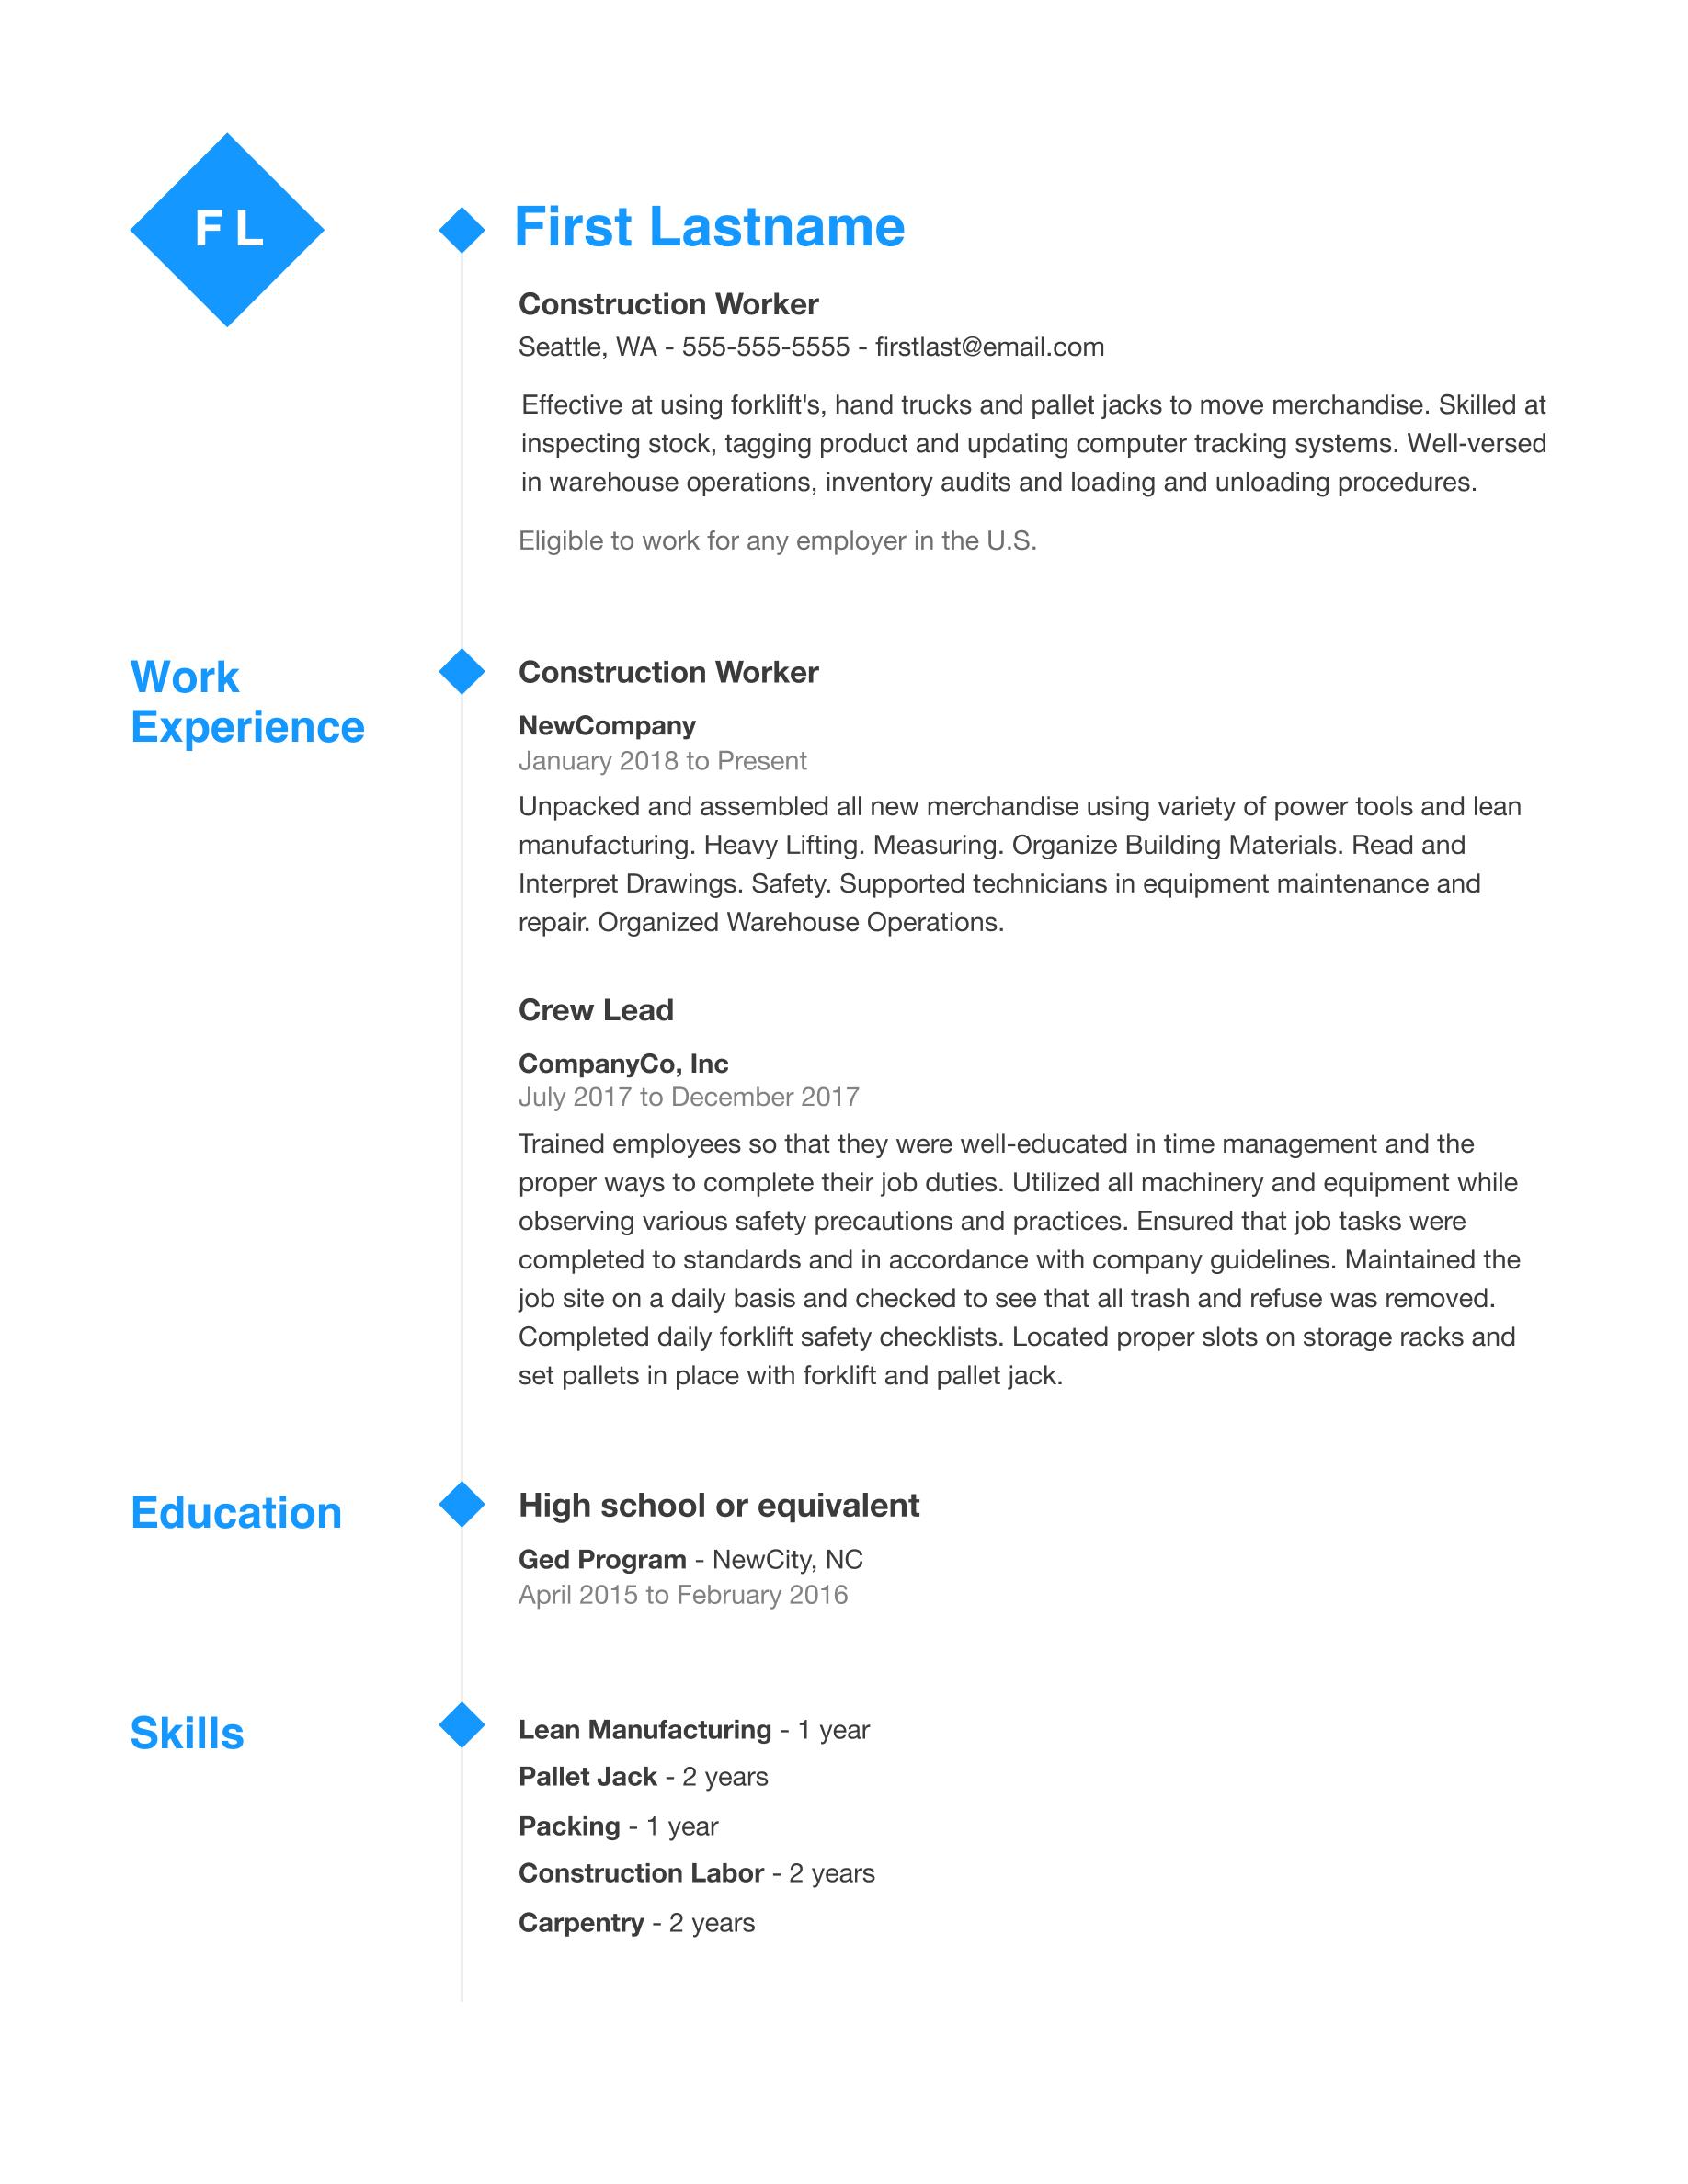 FL
First Lastname
Construction Worker
Seattle, WA - 555-555-5555 - firstlast@email.com
Effective at using forklift's, hand trucks and pallet jacks to move merchandise. Skilled at
inspecting stock, tagging product and updating computer tracking systems. Well-versed
in warehouse operations, inventory audits and loading and unloading procedures.
Eligible to work for any employer in the U.S.
Work
Experience
Construction Worker
NewCompany
January 2018 to Present
Unpacked and assembled all new merchandise using variety of power tools and lean
manufacturing. Heavy Lifting. Measuring. Organize Building Materials. Read and
Interpret Drawings. Safety. Supported technicians in equipment maintenance and
repair. Organized Warehouse Operations.
Crew Lead
CompanyCo, Inc
July 2017 to December 2017
Trained employees so that they were well-educated in time management and the
proper ways to complete their job duties. Utilized all machinery and equipment while
observing various safety precautions and practices. Ensured that job tasks were
completed to standards and in accordance with company guidelines. Maintained the
job site on a daily basis and checked to see that all trash and refuse was removed.
Completed daily forklift safety checklists. Located proper slots on storage racks and
set pallets in place with forklift and pallet jack.
Education
High school or equivalent
Ged Program - NewCity, NC
April 2015 to February 2016
Skills
Lean Manufacturing - 1 year
Pallet Jack - 2 years
Packing - 1 year
Construction Labor - 2 years
Carpentry - 2 years